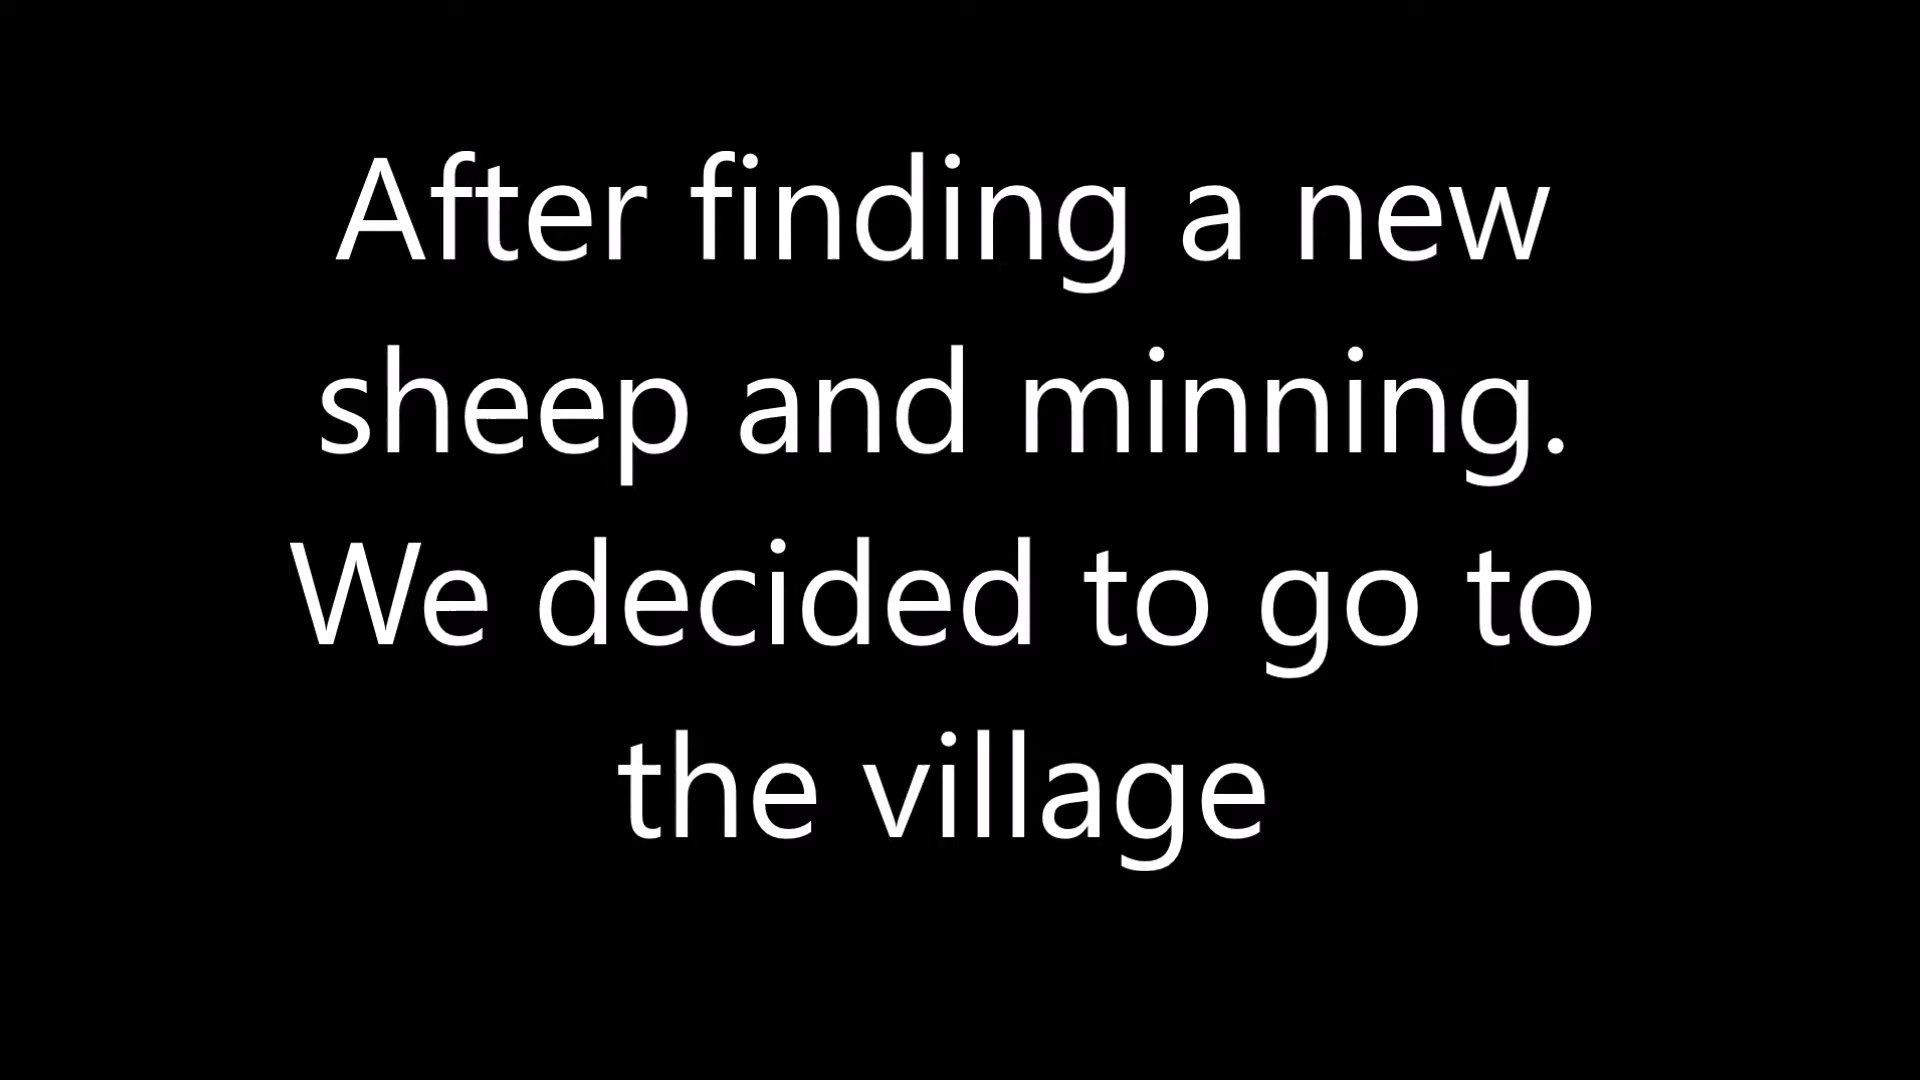 After finding a new
sheep and minning.
We decided to go to
the village